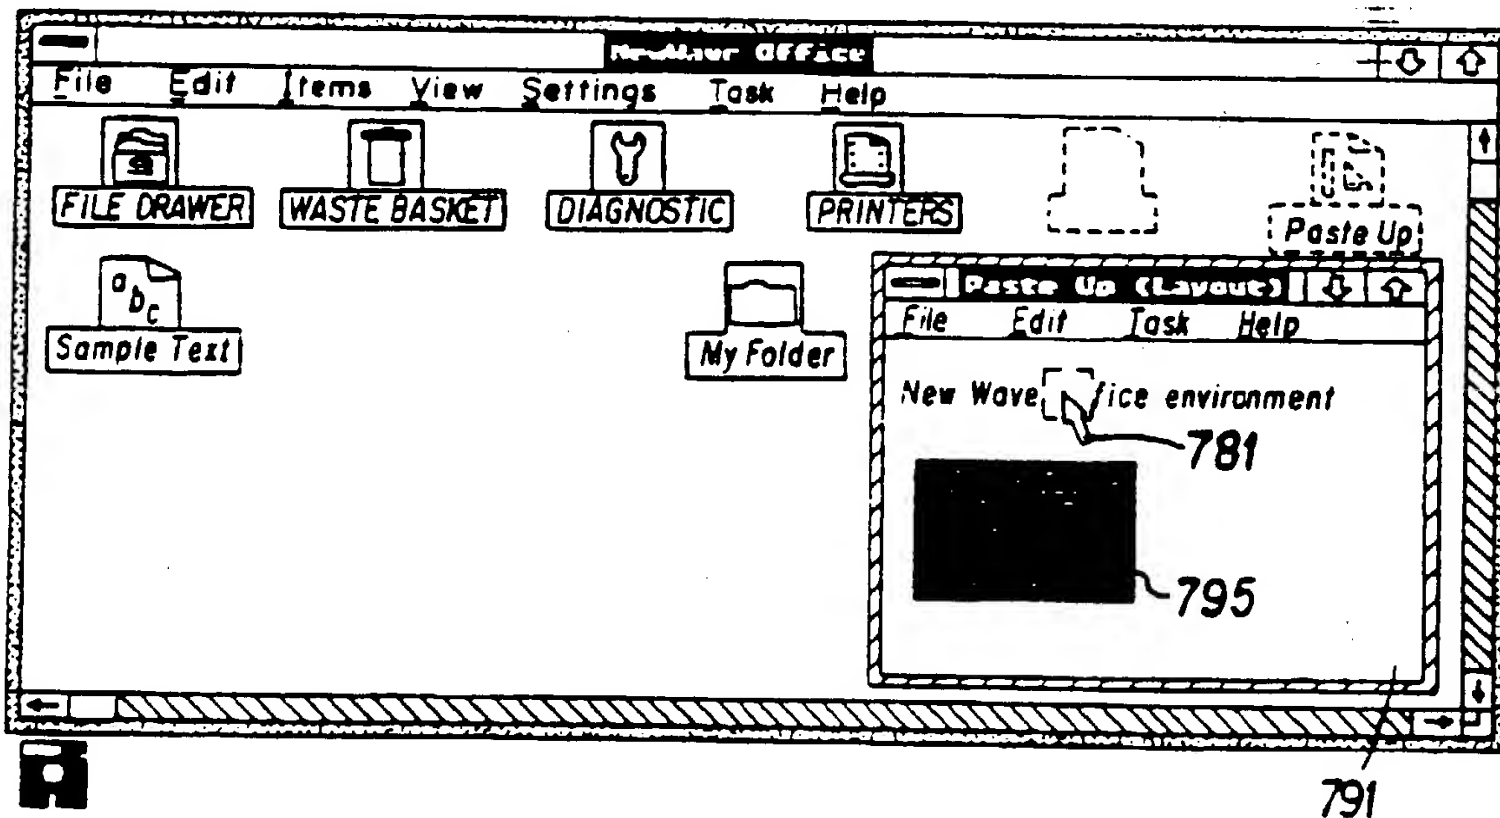 NewWave Office
File Edit Items View Settings Task Help
FILE DRAWER WASTE BASKET DIAGNOSTIC PRINTERS
Paste Up
abc
Sample Text
My Folder
Paste Up (Layout)
File Edit Task Help
New Wave fice environment
781
795
791